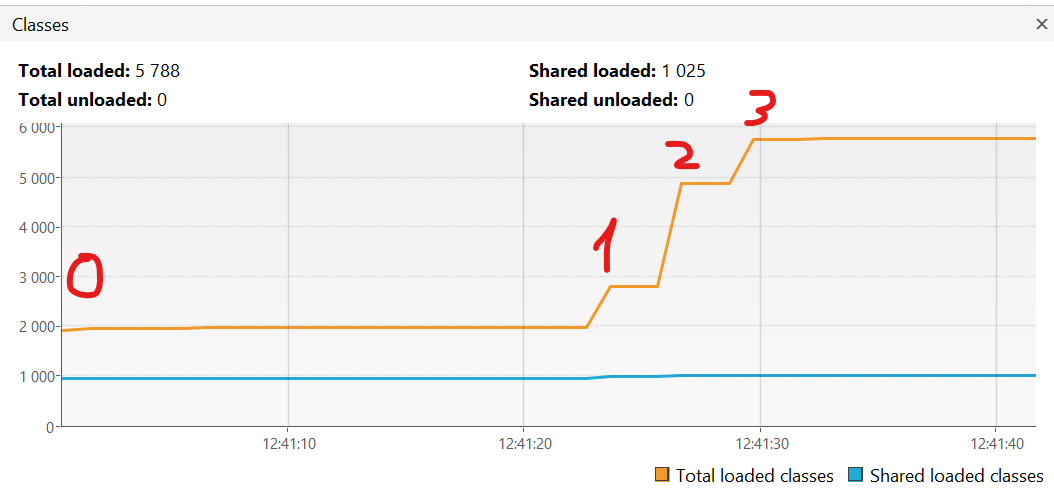 Classes
Total loaded: 5 788
Shared loaded: 1 025
Total unloaded: 0
Shared unloaded: 0
6 000
5 000
4 000
3 000
2 000
1 000
0
0
1
2
3
12:41:10
12:41:20
12:41:30
12:41:40
Total loaded classes
Shared loaded classes